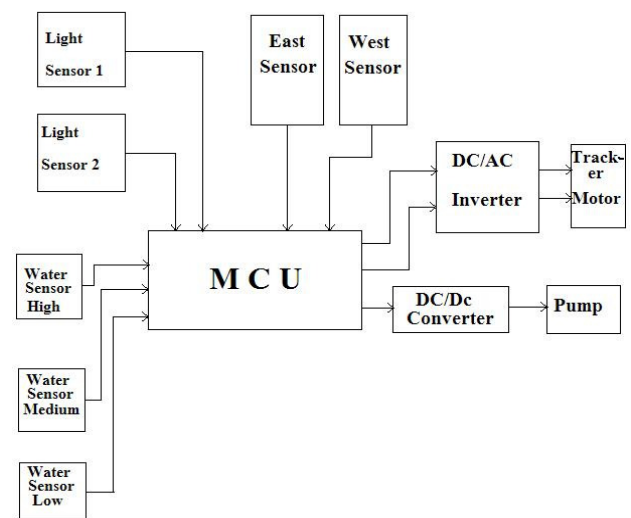 Light
Sensor 1
East
Sensor
West
Sensor
Light
Sensor 2
DC/AC
Inverter
Track-
er
Motor
M C U
Water
Sensor
High
DC/Dc
Converter
Pump
Water
Sensor
Medium
Water
Sensor
Low